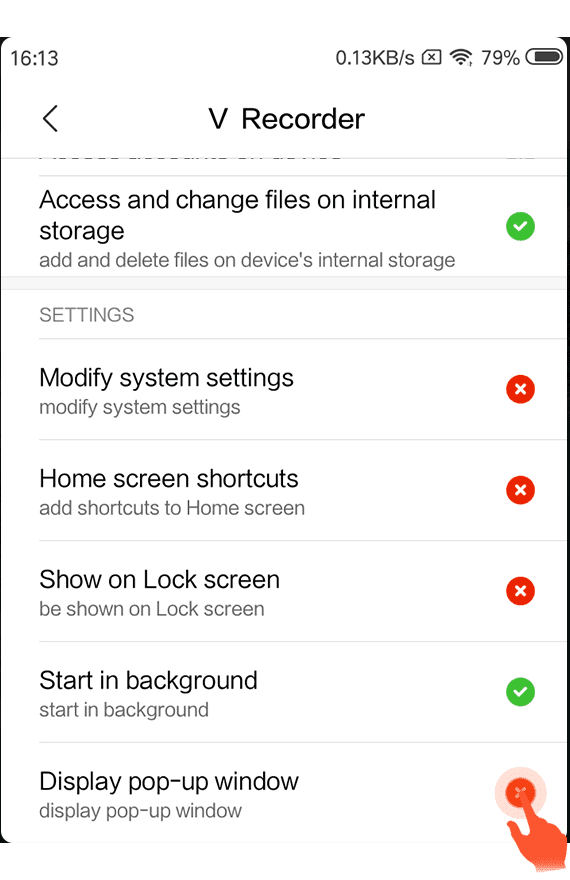 16:13
0.13KB/s 79%
V Recorder
Access and change files on internal
storage
add and delete files on device's internal storage
SETTINGS
Modify system settings
modify system settings
Home screen shortcuts
add shortcuts to Home screen
Show on Lock screen
be shown on Lock screen
Start in background
start in background
Display pop-up window
display pop-up window